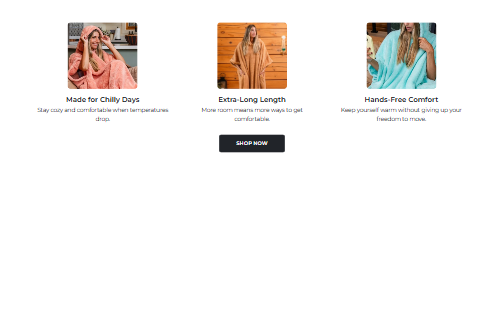 Made for Chilly Days
Stay cozy and comfortable when temperatures
drop.
Extra-Long Length
More room means more ways to get
comfortable.
Hands-Free Comfort
Keep yourself warm without giving up your
freedom to move.
SHOP NOW